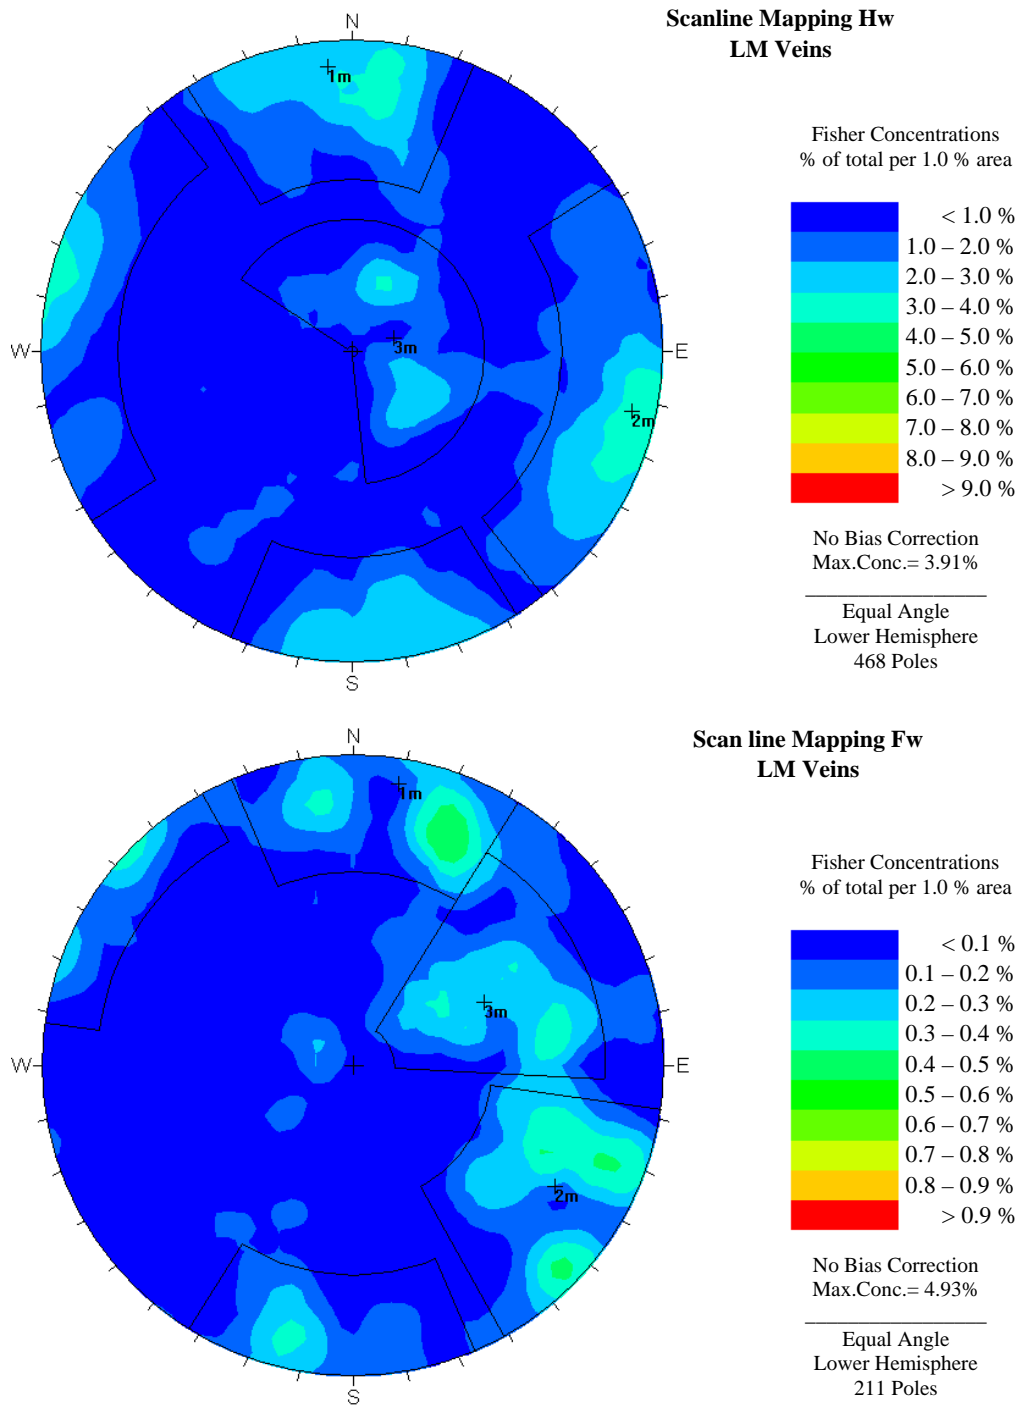 Scanline Mapping Hw
LM Veins
N
1m
Fisher Concentrations
% of total per 1.0 % area
< 1.0 %
1.0 – 2.0 %
2.0 – 3.0 %
3.0 – 4.0 %
4.0 – 5.0 %
5.0 – 6.0 %
6.0 – 7.0 %
7.0 – 8.0 %
8.0 – 9.0 %
> 9.0 %
W
3m
E
2m
No Bias Correction
Max.Conc.= 3.91%
Equal Angle
Lower Hemisphere
468 Poles
S
Scan line Mapping Fw
LM Veins
N
1m
Fisher Concentrations
% of total per 1.0 % area
< 0.1 %
0.1 – 0.2 %
0.2 – 0.3 %
0.3 – 0.4 %
0.4 – 0.5 %
0.5 – 0.6 %
0.6 – 0.7 %
0.7 – 0.8 %
0.8 – 0.9 %
> 0.9 %
3m
W
E
2m
No Bias Correction
Max.Conc.= 4.93%
Equal Angle
Lower Hemisphere
211 Poles
S